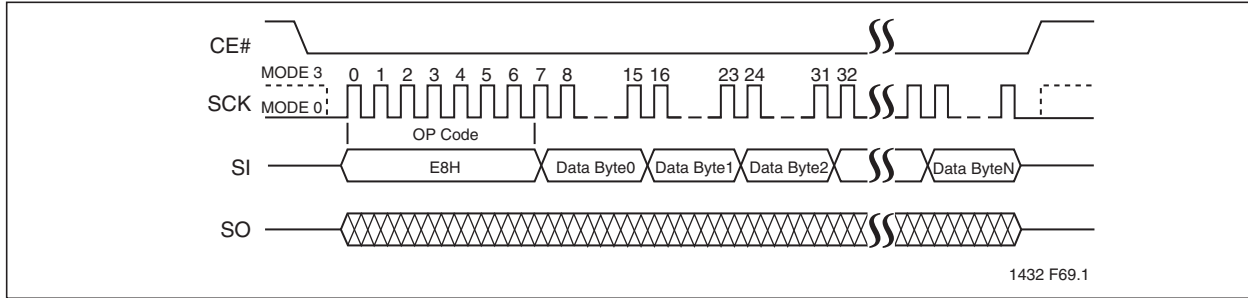 CE#
MODE 3
0 1 2 3 4 5 6 7 8 15 16 23 24 31 32
SCK
MODE 0
OP Code
SI
E8H
Data Byte0
Data Byte1
Data Byte2
Data ByteN
SO
1432 F69.1